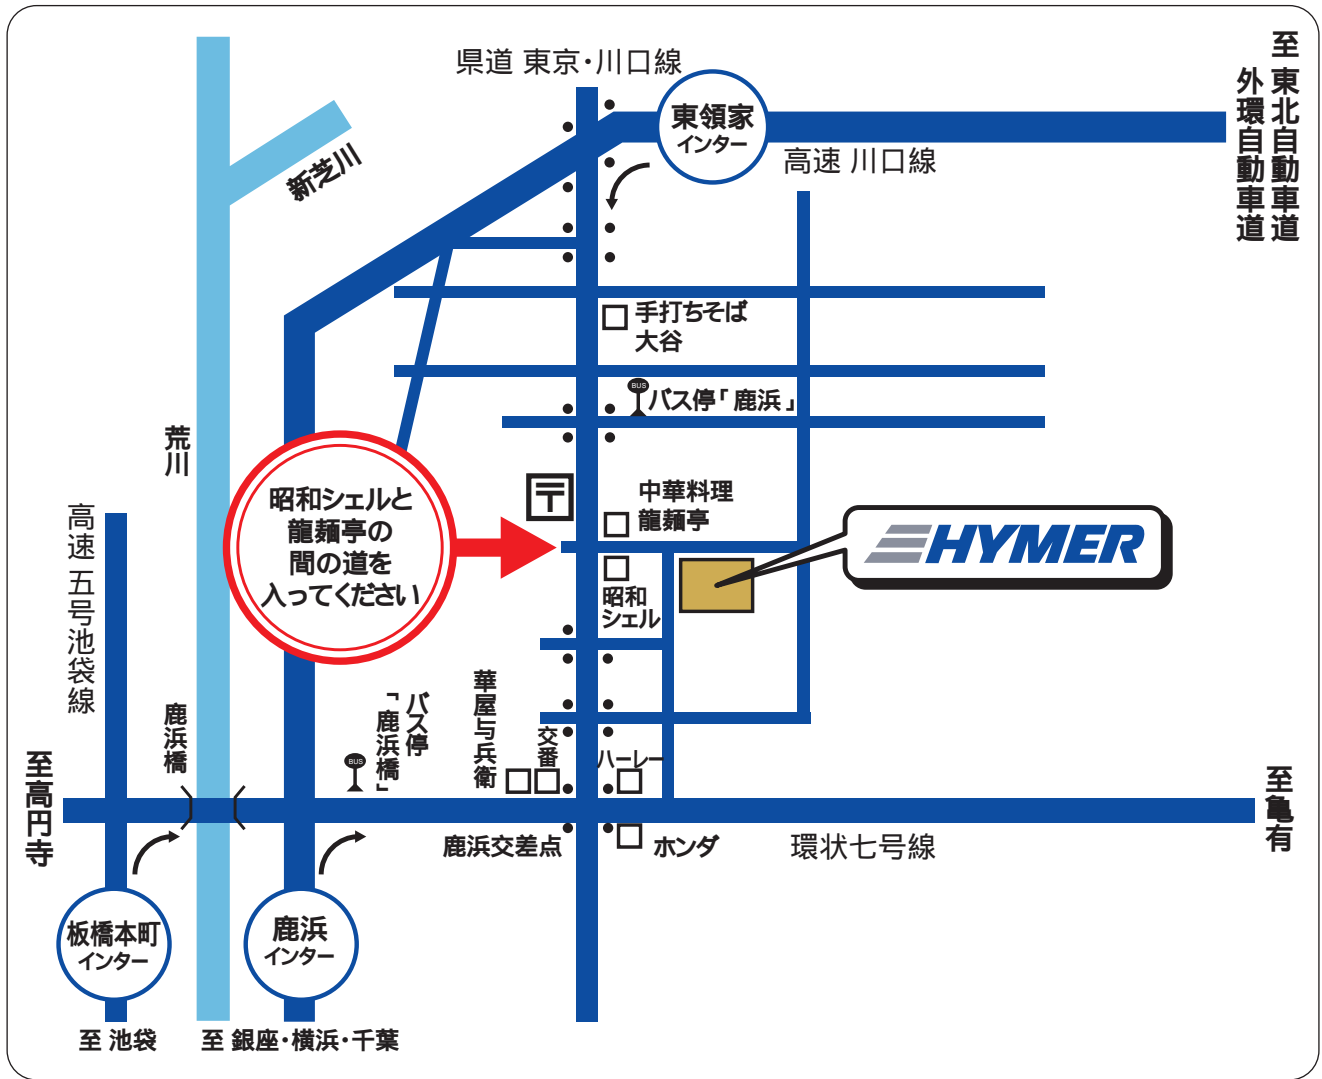 県道 東京・川口線
至 東北自動車道
外環自動車道
東領家
インター
高速 川口線
新芝川
手打ちそば
大谷
BUS
バス停「鹿浜」
荒川
昭和シェルと
龍麺亭の
間の道を
入ってください
〒
中華料理
龍麺亭
HYMER
昭和
シェル
高速 五号池袋線
鹿浜橋
バス停
「鹿浜橋」
BUS
華屋与兵衛
交番
ハーレー
至高円寺
至亀有
鹿浜交差点
ホンダ
環状七号線
板橋本町
インター
鹿浜
インター
至 池袋
至 銀座・横浜・千葉